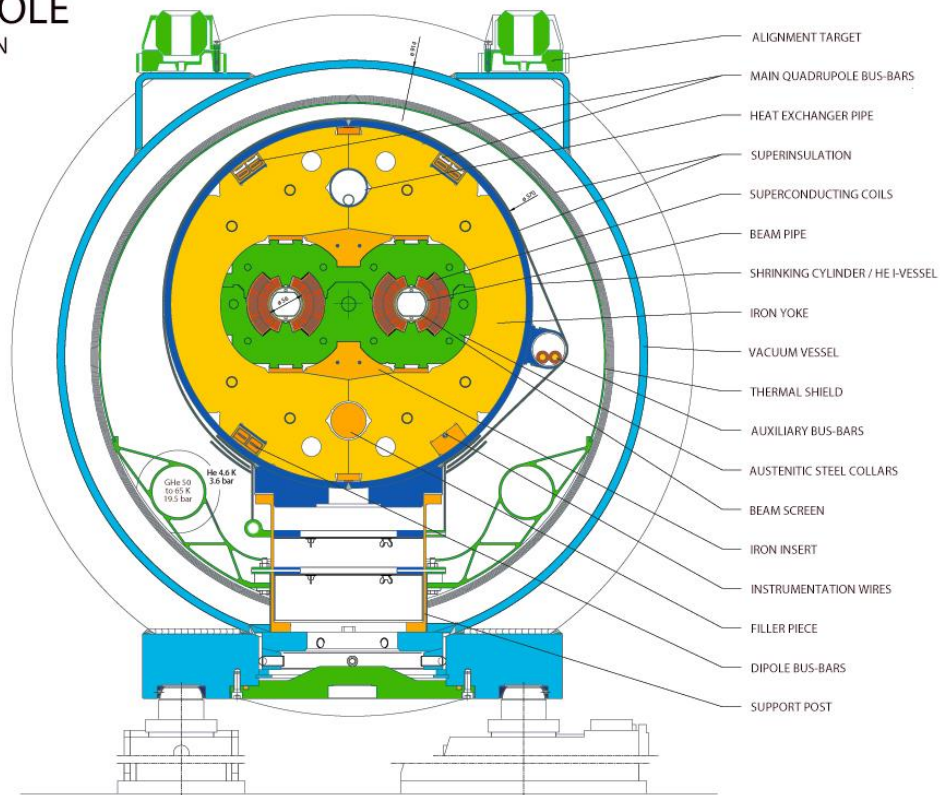 OLE
N
ALIGNMENT TARGET
MAIN QUADRUPOLE BUS-BARS
HEAT EXCHANGER PIPE
SUPERINSULATION
SUPERCONDUCTING COILS
BEAM PIPE
SHRINKING CYLINDER / HE I-VESSEL
IRON YOKE
VACUUM VESSEL
THERMAL SHIELD
AUXILIARY BUS-BARS
AUSTENITIC STEEL COLLARS
BEAM SCREEN
IRON INSERT
INSTRUMENTATION WIRES
FILLER PIECE
DIPOLE BUS-BARS
SUPPORT POST
ø 914
ø 570
ø 56
He 4.6 K
3.6 bar
GHe 50
to 65 K
19.5 bar